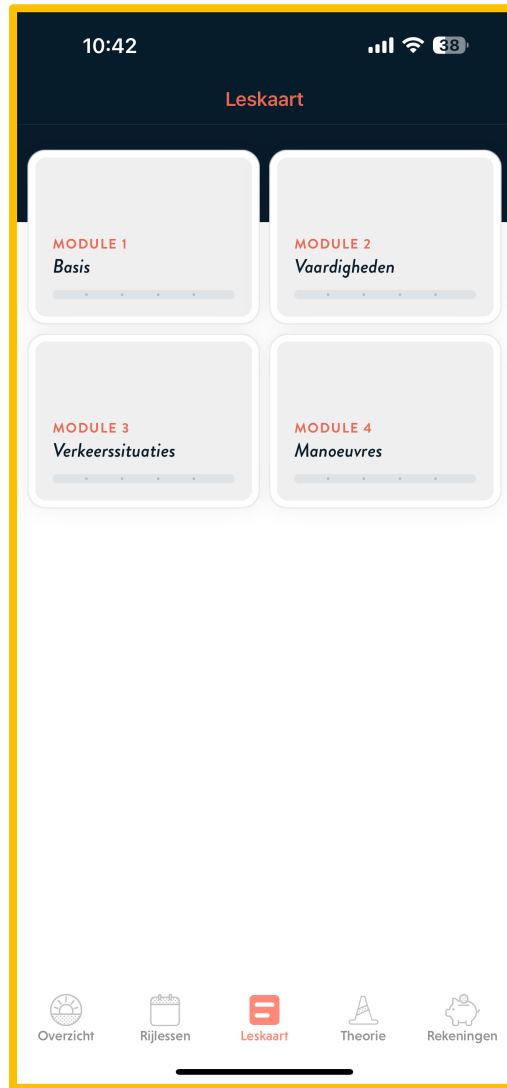 10:42
38
Leskaart
MODULE 1
Basis
MODULE 2
Vaardigheden
MODULE 3
Verkeerssituaties
MODULE 4
Manoeuvres
Overzicht
Rijlessen
Leskaart
Theorie
Rekeningen